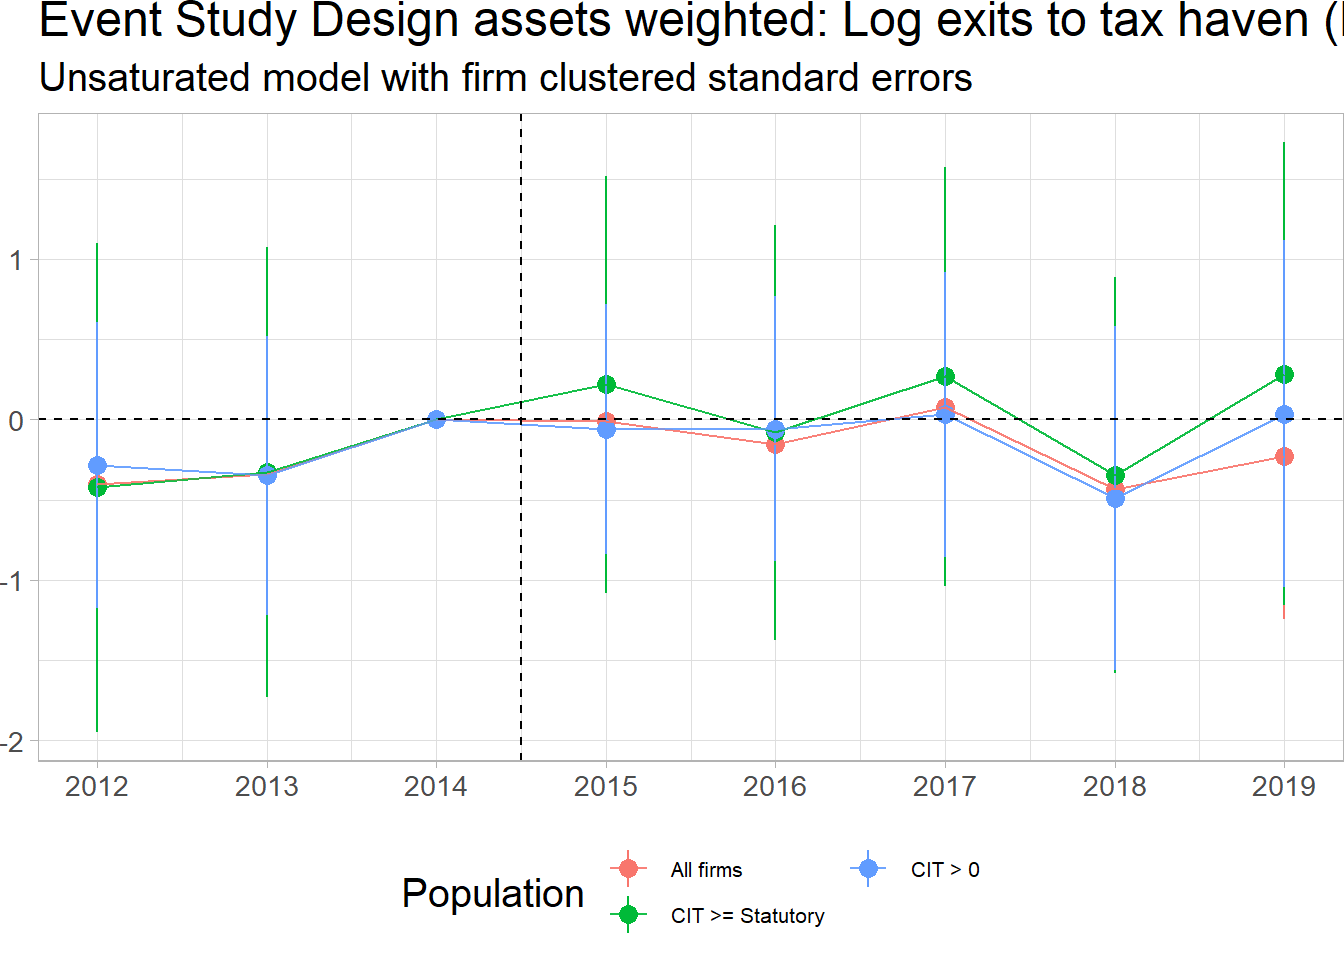 Event Study Design assets weighted: Log exits to tax haven (
Unsaturated model with firm clustered standard errors
1
0
-1
-2
2012 2013 2014 2015 2016 2017 2018 2019
Population
All firms
CIT > 0
CIT >= Statutory